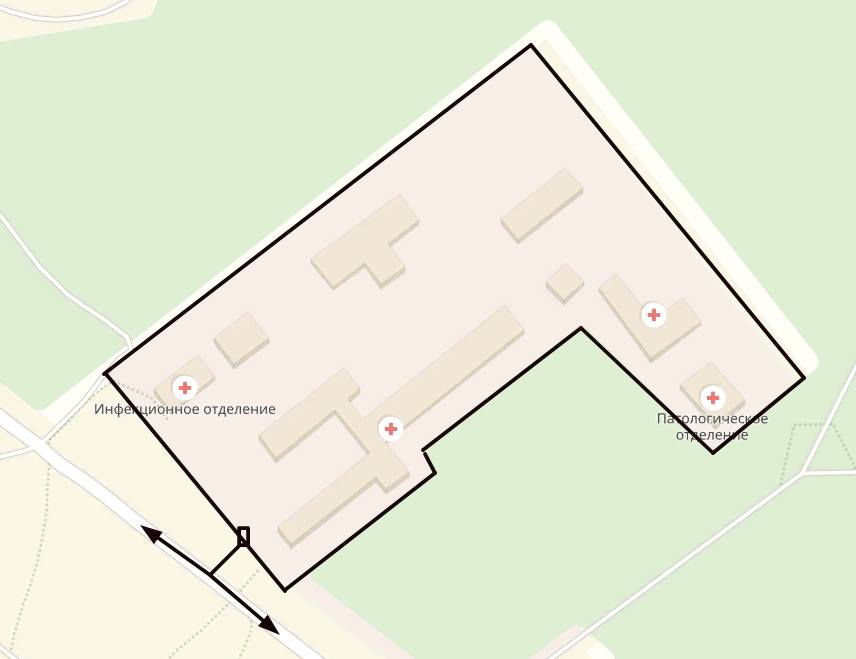 Инфекционное отделение
Патологическое
отделение